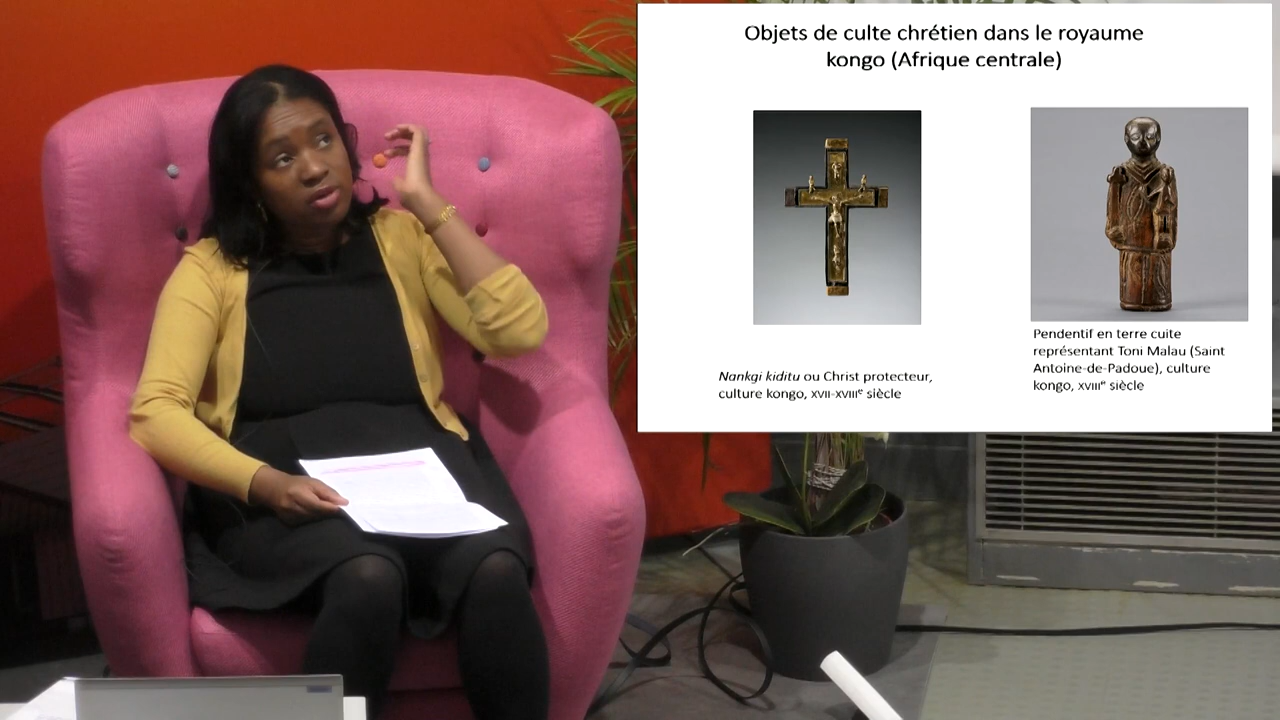 Objets de culte chrétien dans le royaume
kongo (Afrique centrale)
Nankgi kiditu ou Christ protecteur,
culture kongo, XVII-XVIIIe siècle
Pendentif en terre cuite
représentant Toni Malau (Saint
Antoine-de-Padoue), culture
kongo, XVIIIe siècle